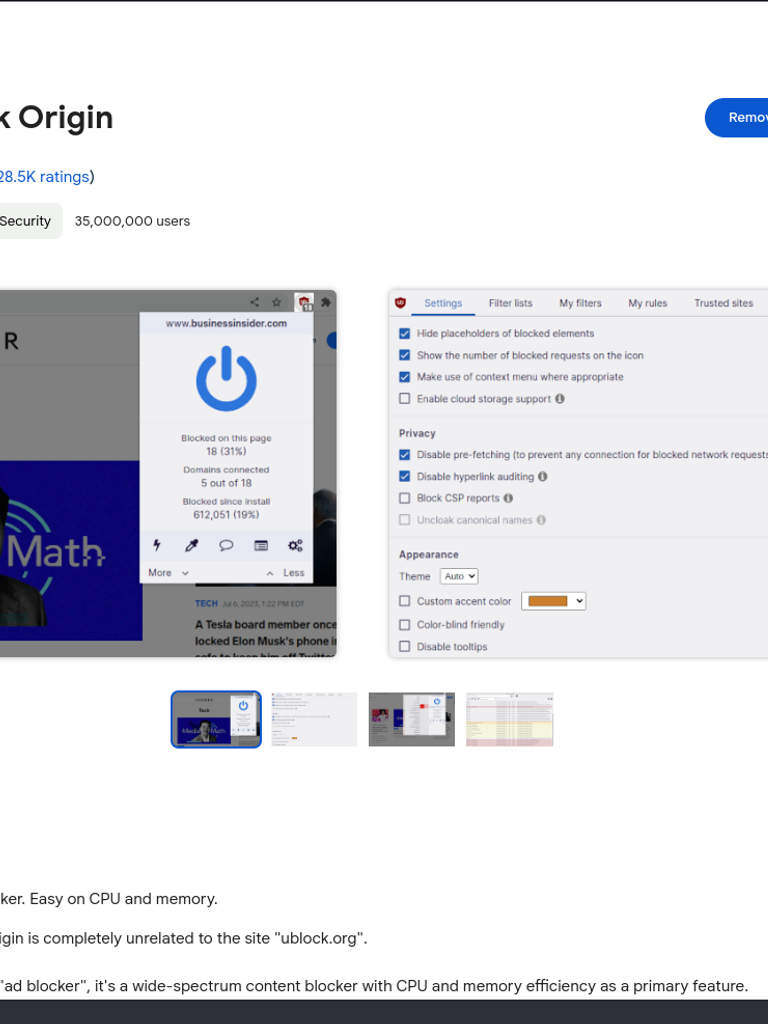 k Origin
Remov
28.5K ratings)
Security
35,000,000 users
R
www.businessinsider.com
Blocked on this page
18 (31%)
Domains connected
5 out of 18
Blocked since install
612,051 (19%)
More
Less
Math
TECH Jul 6, 2023, 1:22 PM EDT
A Tesla board member once
locked Elon Musk's phone i
safe to keep him off Twitte
Settings
Filter lists
My filters
My rules
Trusted sites
Hide placeholders of blocked elements
Show the number of blocked requests on the icon
Make use of context menu where appropriate
Enable cloud storage support
Privacy
Disable pre-fetching (to prevent any connection for blocked network requests
Disable hyperlink auditing
Block CSP reports
Uncloak canonical names
Appearance
Theme
Auto
Custom accent color
Color-blind friendly
Disable tooltips
ker. Easy on CPU and memory.
igin is completely unrelated to the site "ublock.org".
"ad blocker", it's a wide-spectrum content blocker with CPU and memory efficiency as a primary feature.